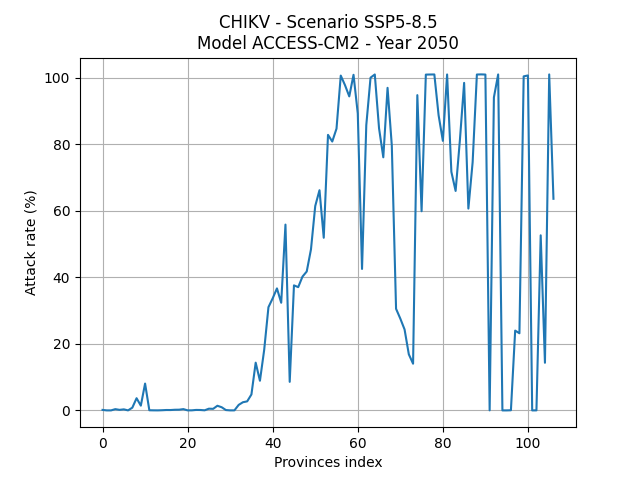 CHIKV - Scenario SSP5-8.5
Model ACCESS-CM2 - Year 2050
100
80
60
40
20
0
Attack rate (%)
0 20 40 60 80 100
Provinces index